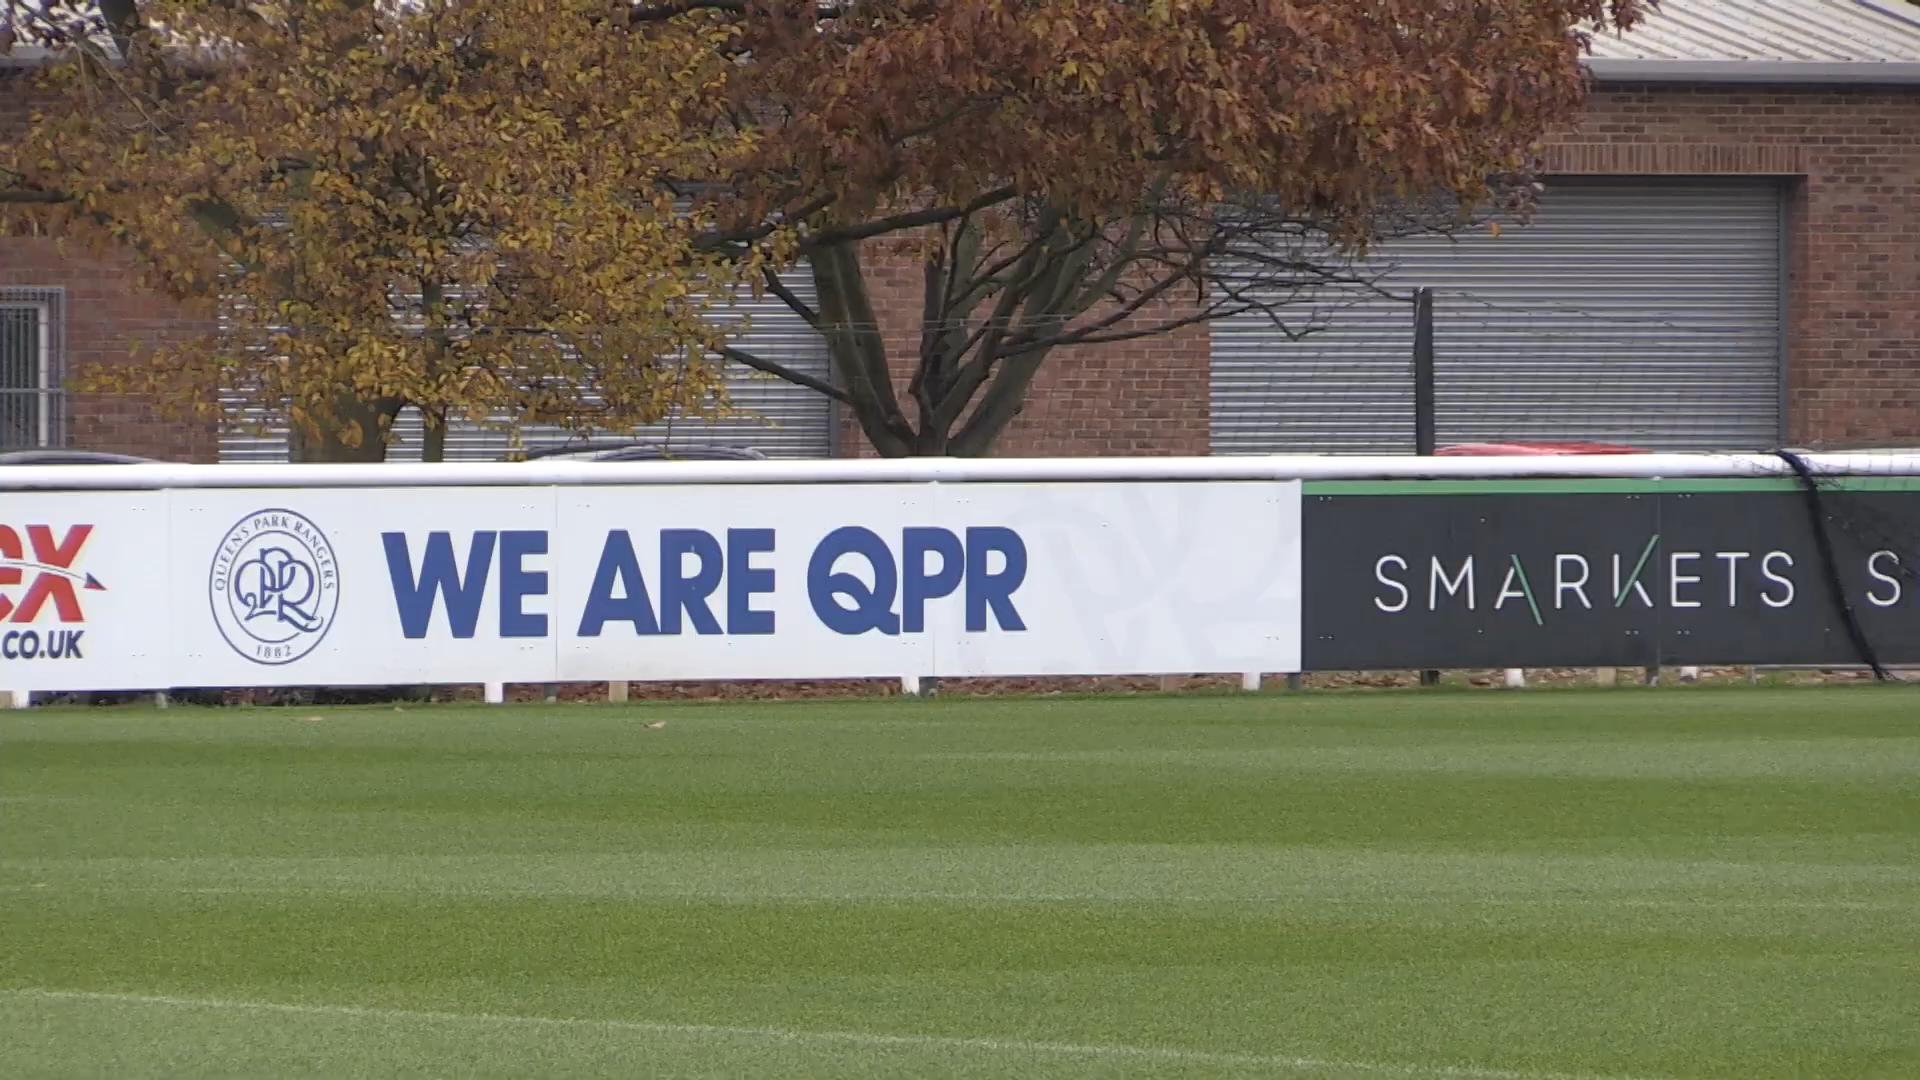 CX
.CO.UK
QUEENS PARK RANGERS
QPR
1882
WE ARE QPR
SMARKETS S